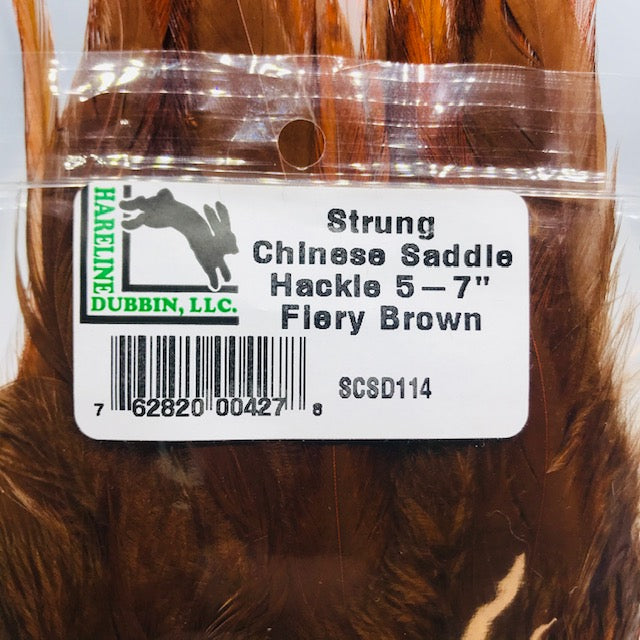 HARELINE
DUBBIN, LLC.
Strung
Chinese Saddle
Hackle 5–7"
Fiery Brown
7 62820 00427 8
SCSD114